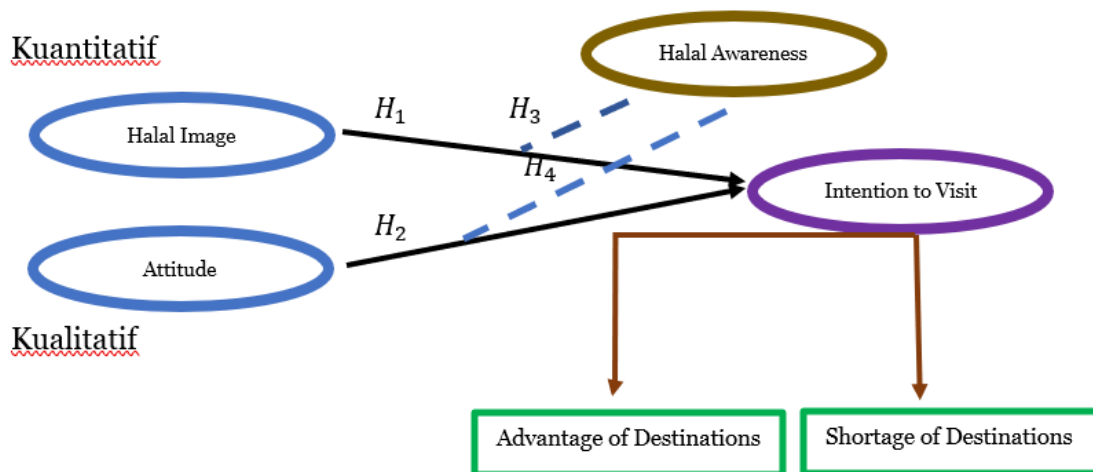 Kuantitatif
Halal Awareness
Halal Image
H₁
H₃
H₄
Intention to Visit
H₂
Attitude
Kualitatif
Advantage of Destinations
Shortage of Destinations